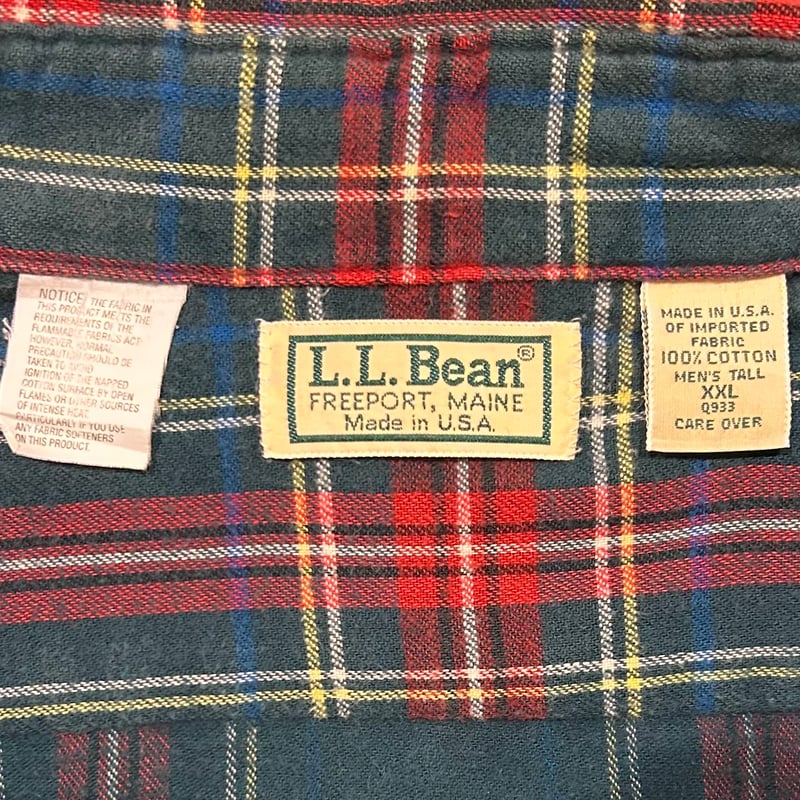 NOTICE: THE FABRIC IN
THIS PRODUCT MEETS THE
REQUIREMENTS OF THE
FLAMMABLE FABRICS ACT.
HOWEVER, NORMAL
PRECAUTION SHOULD BE
TAKEN TO AVOID
IGNITION OF THE NAPPED
COTTON SURFACE BY OPEN
FLAMES OR OTHER SOURCES
OF INTENSE HEAT.
PARTICULARLY IF YOU USE
ANY FABRIC SOFTENERS
ON THIS PRODUCT.
L.L.Bean®
FREEPORT, MAINE
Made in U.S.A.
MADE IN U.S.A.
OF IMPORTED
FABRIC
100% COTTON
MEN'S TALL
XXL
Q933
CARE OVER